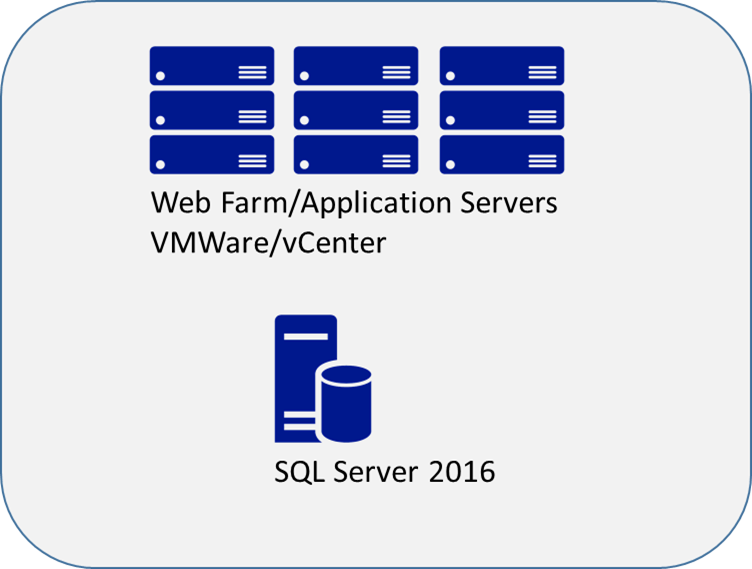 Web Farm/Application Servers
VMWare/vCenter
SQL Server 2016